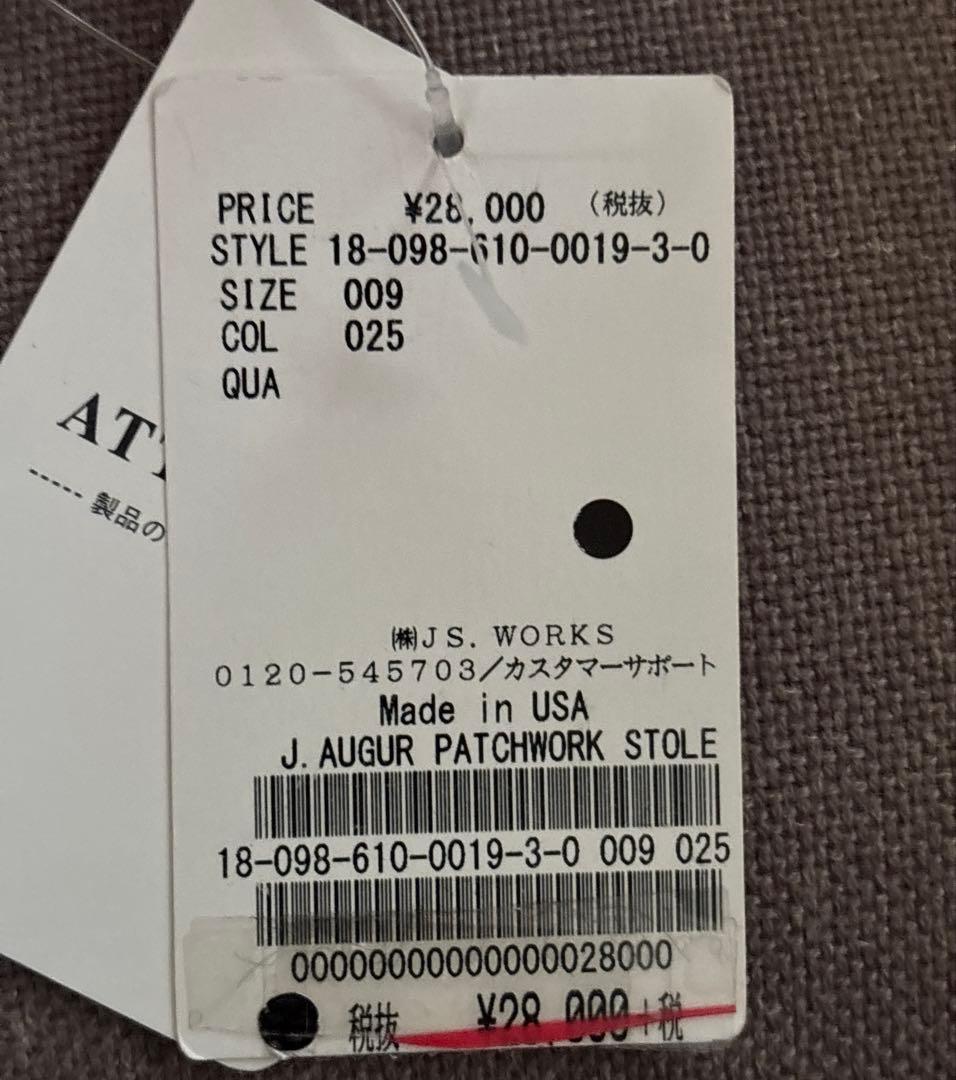 PRICE ¥28,000 （税抜）
STYLE 18-098-610-0019-3-0
SIZE 009
COL 025
QUA
ATT
----- 製品の
㈱JS. WORKS
0120-545703/カスタマーサポート
Made in USA
J. AUGUR PATCHWORK STOLE
18-098-610-0019-3-0 009 025
00000000000000028000
税抜 ¥28,000+税